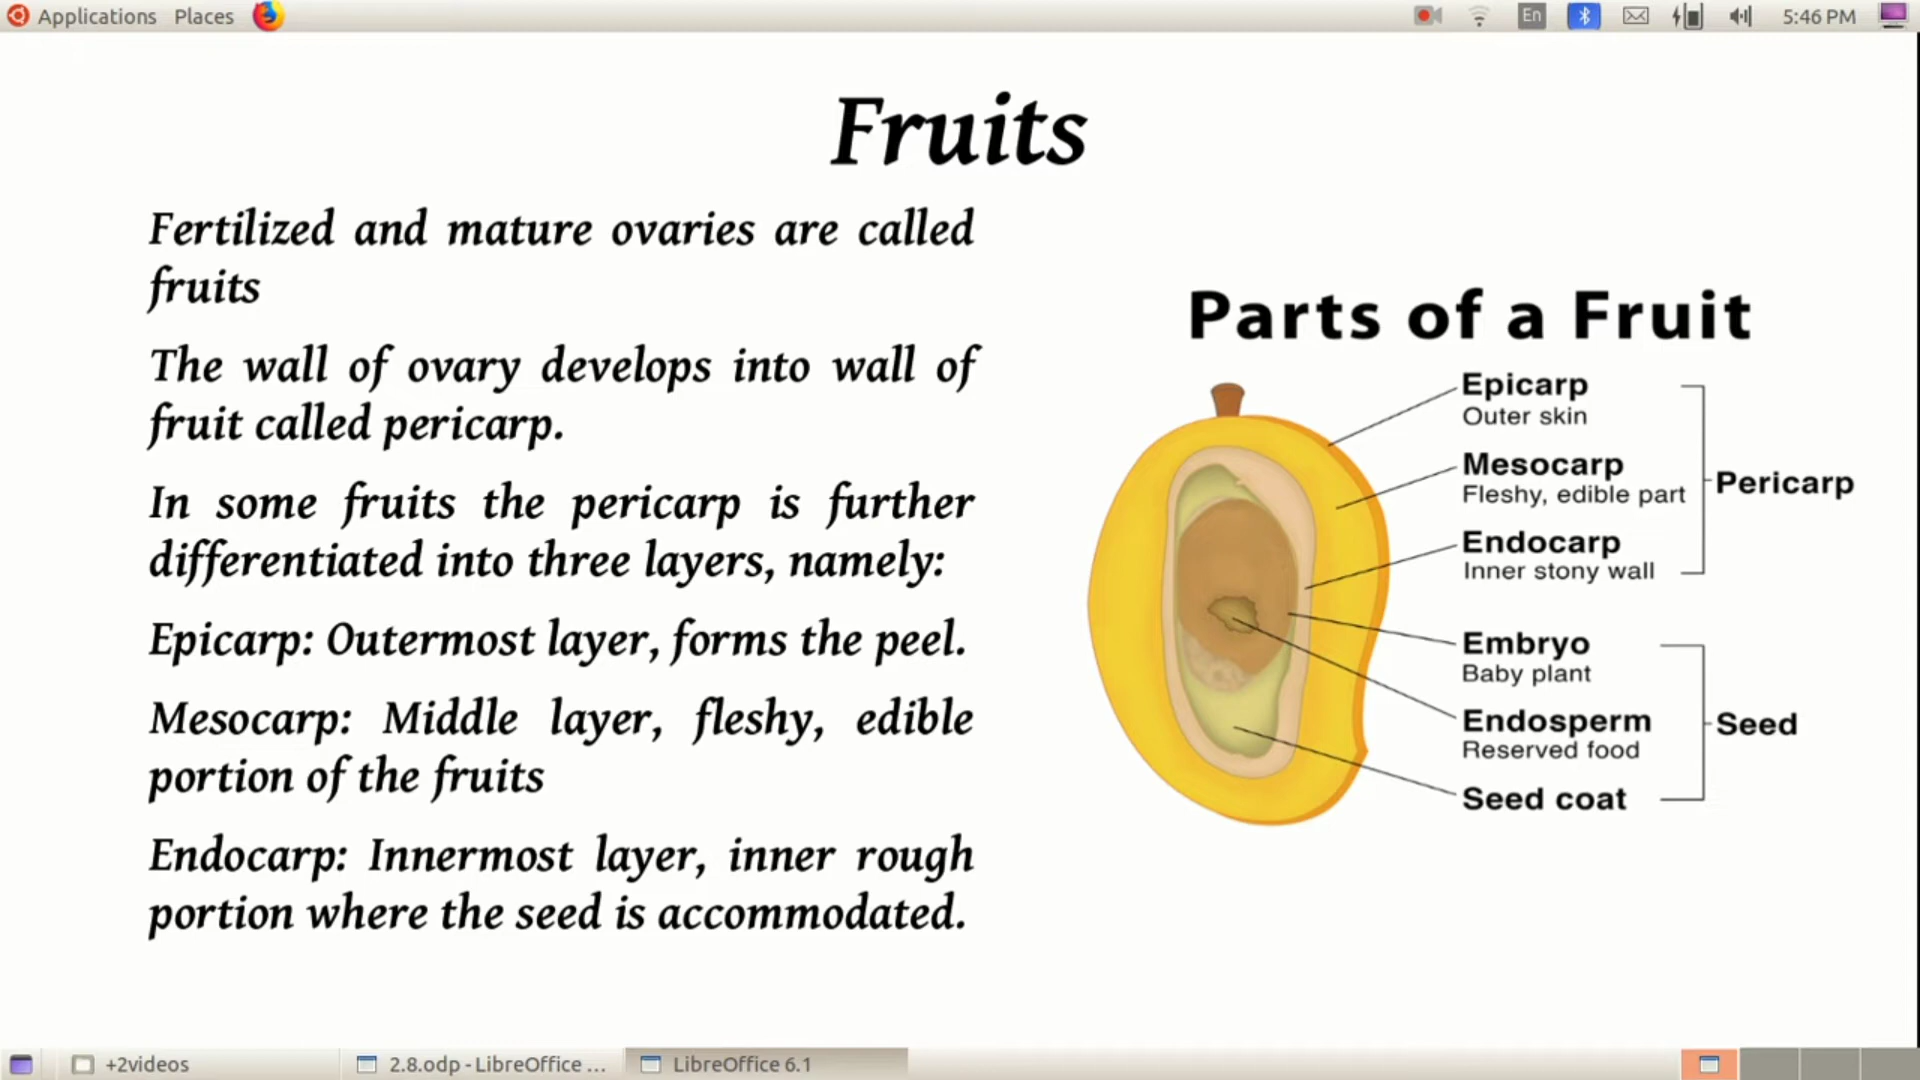 Applications Places
En 5:46 PM
Fruits
Fertilized and mature ovaries are called
fruits
The wall of ovary develops into wall of
fruit called pericarp.
In some fruits the pericarp is further
differentiated into three layers, namely:
Epicarp: Outermost layer, forms the peel.
Mesocarp: Middle layer, fleshy, edible
portion of the fruits
Endocarp: Innermost layer, inner rough
portion where the seed is accommodated.
Parts of a Fruit
Epicarp
Outer skin
Mesocarp
Fleshy, edible part
Endocarp
Inner stony wall
Pericarp
Embryo
Baby plant
Endosperm
Reserved food
Seed coat
Seed
+2videos
2.8.odp - LibreOffice ...
LibreOffice 6.1